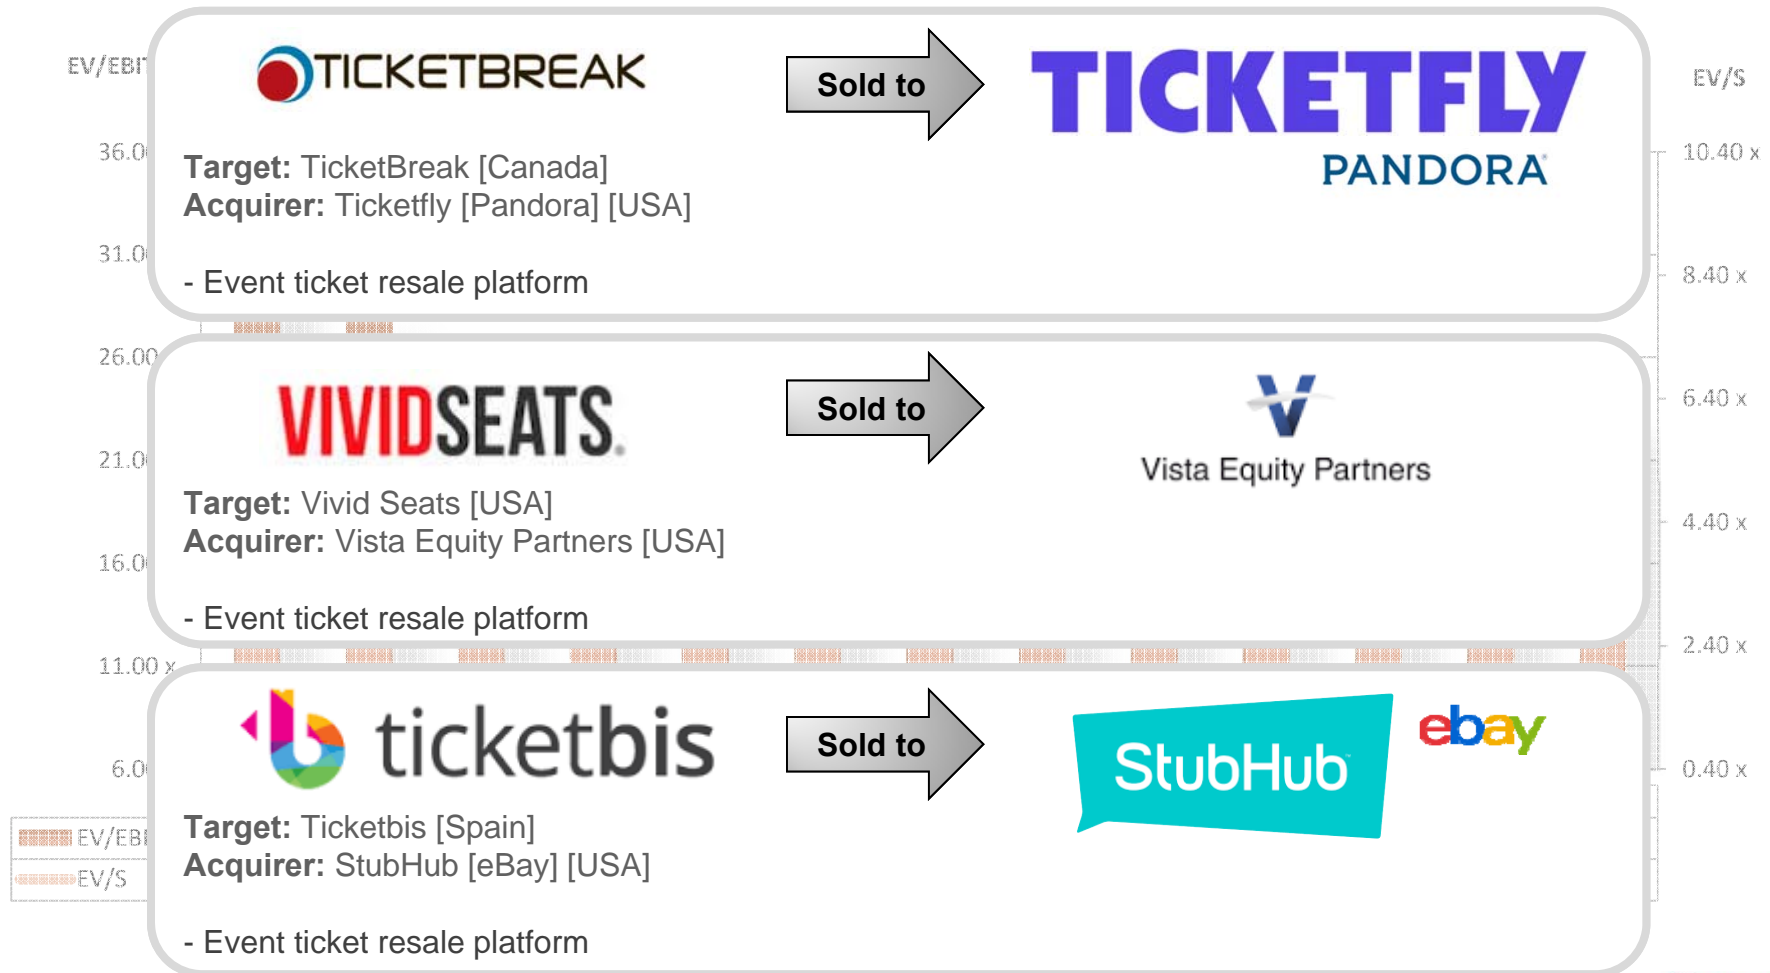 EV/EBI
EV/S
36.0
31.0
26.00
21.0
16.0
11.00 x
6.00
10.40 x
8.40 x
6.40 x
4.40 x
2.40 x
0.40 x
EV/EBI
EV/S
TICKETBREAK
Sold to
TICKETFLY
PANDORA
Target: TicketBreak [Canada]
Acquirer: Ticketfly [Pandora] [USA]
- Event ticket resale platform
VIVIDSEATS.
Sold to
Vista Equity Partners
Target: Vivid Seats [USA]
Acquirer: Vista Equity Partners [USA]
- Event ticket resale platform
ticketbis
Sold to
StubHub
ebay
Target: Ticketbis [Spain]
Acquirer: StubHub [eBay] [USA]
- Event ticket resale platform